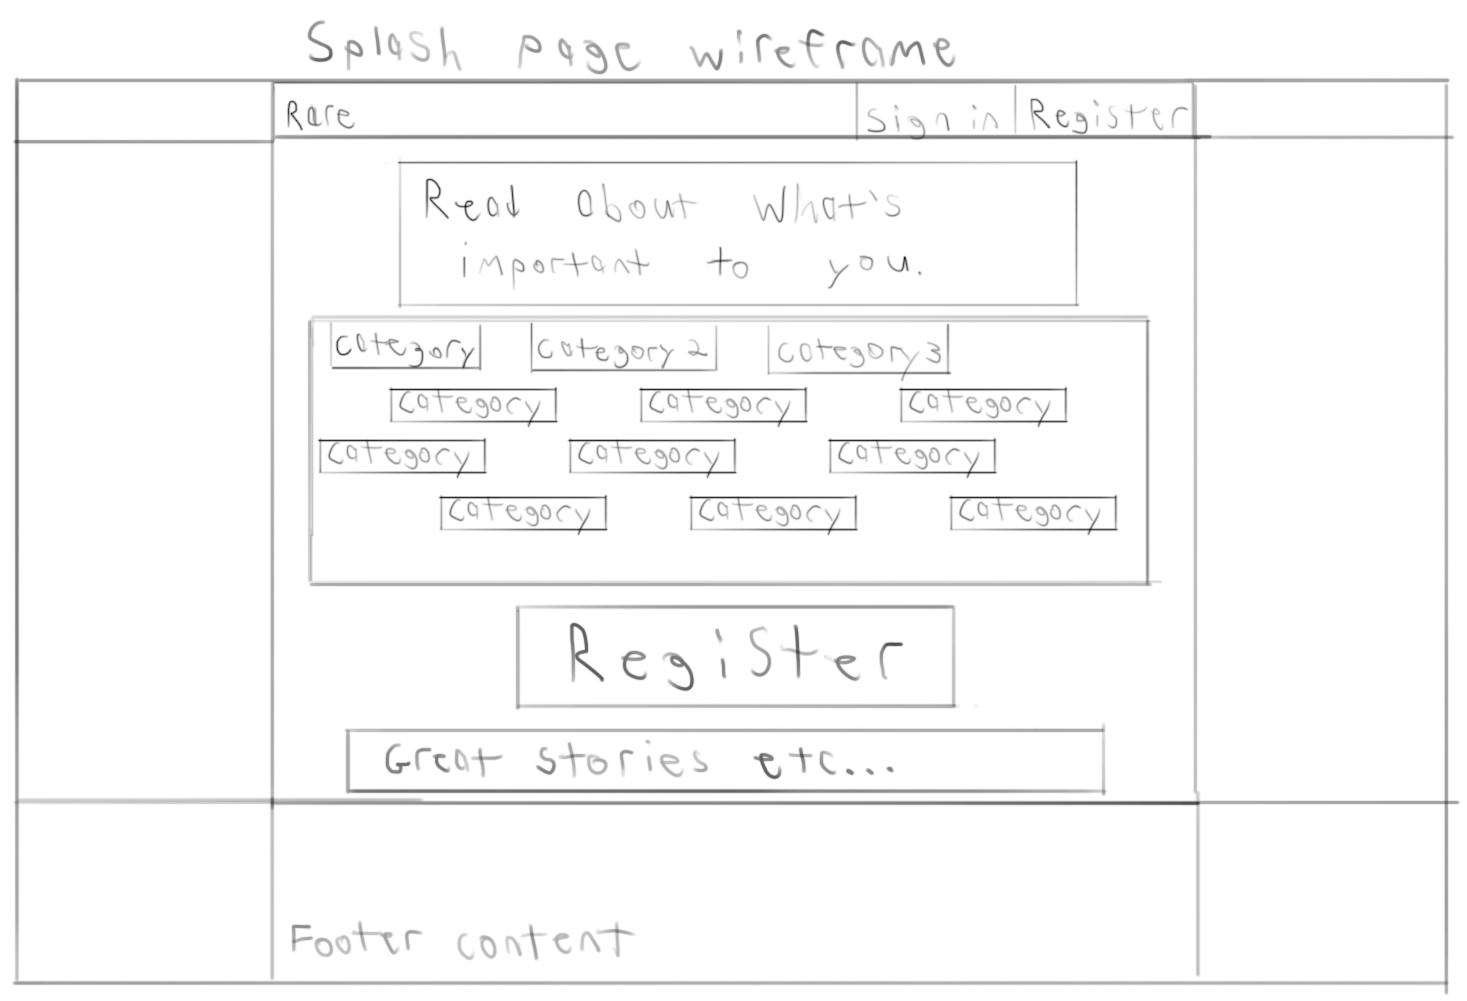 Splash page wireframe
Rare Sign in Register
Read about what's
important to you.
Category Category 2 Category 3
Category Category Category
Category Category Category
Category Category Category
Register
Great stories etc...
Footer content